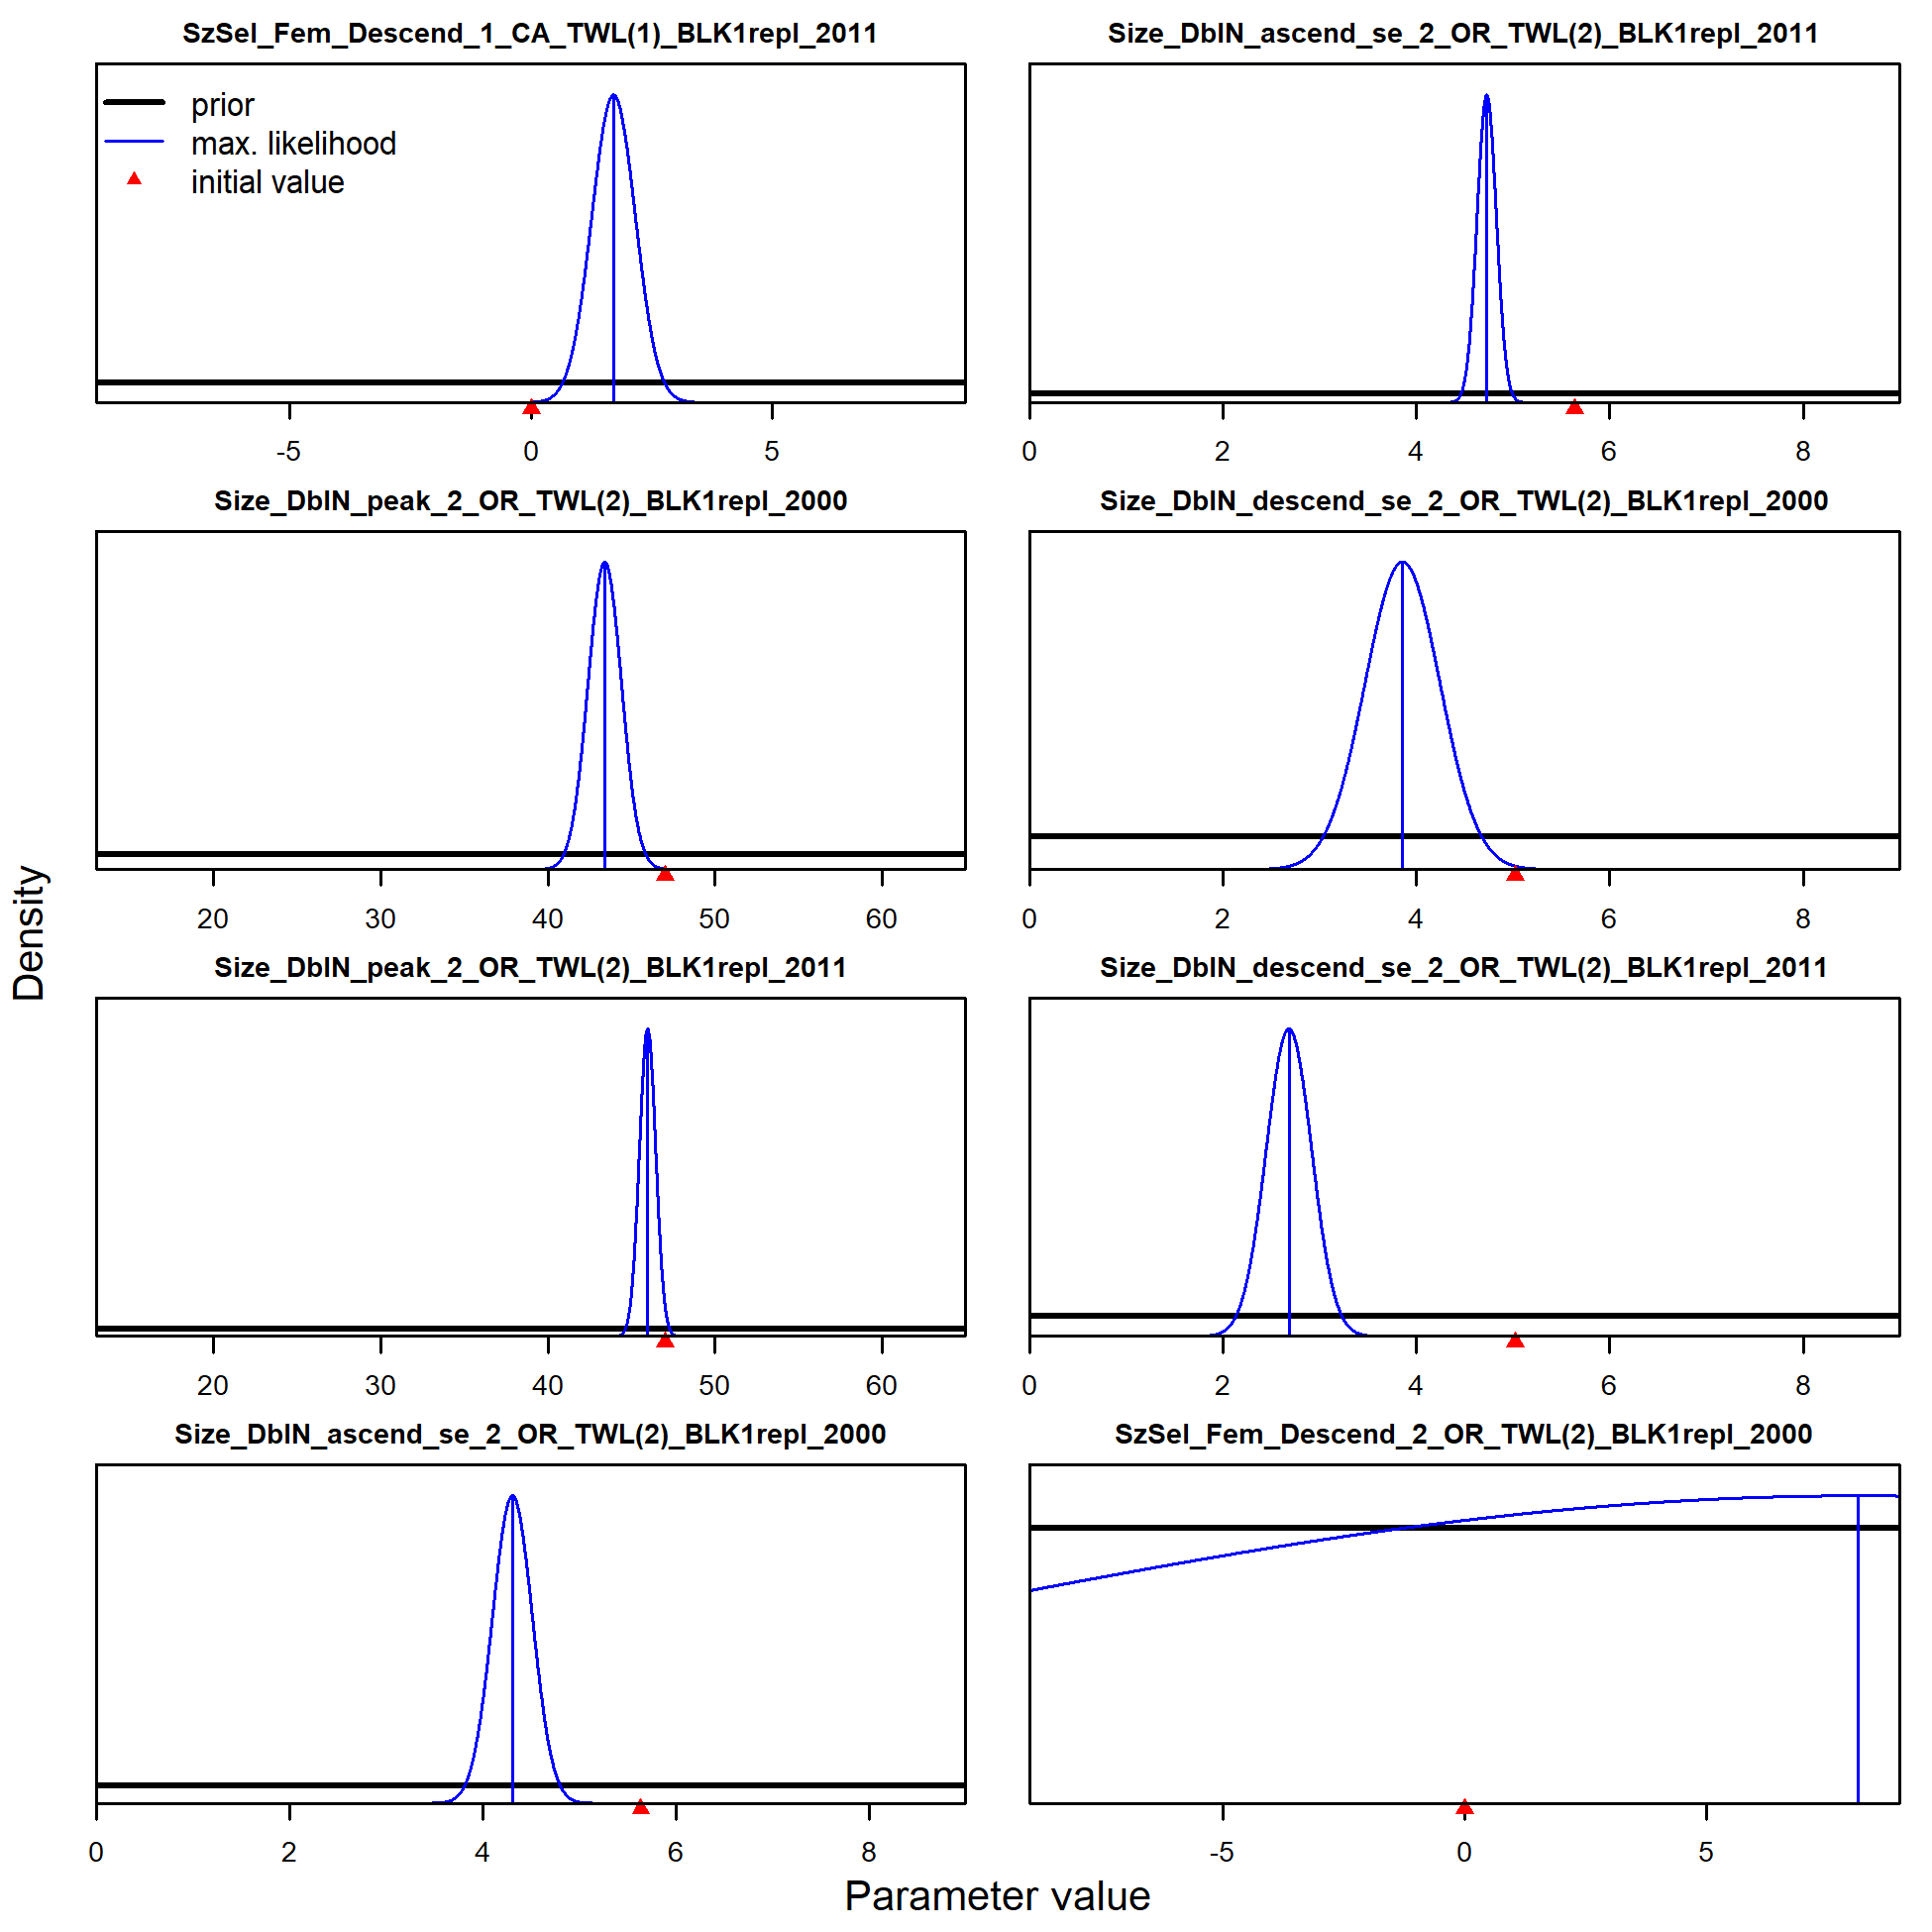 SzSel_Fem_Descend_1_CA_TWL(1)_BLK1repl_2011
prior
max. likelihood
initial value
-5 0 5
Size_DblN_ascend_se_2_OR_TWL(2)_BLK1repl_2011
0 2 4 6 8
Size_DblN_peak_2_OR_TWL(2)_BLK1repl_2000
20 30 40 50 60
Size_DblN_descend_se_2_OR_TWL(2)_BLK1repl_2000
0 2 4 6 8
Size_DblN_peak_2_OR_TWL(2)_BLK1repl_2011
20 30 40 50 60
Size_DblN_descend_se_2_OR_TWL(2)_BLK1repl_2011
0 2 4 6 8
Size_DblN_ascend_se_2_OR_TWL(2)_BLK1repl_2000
0 2 4 6 8
SzSel_Fem_Descend_2_OR_TWL(2)_BLK1repl_2000
-5 0 5
Density
Parameter value